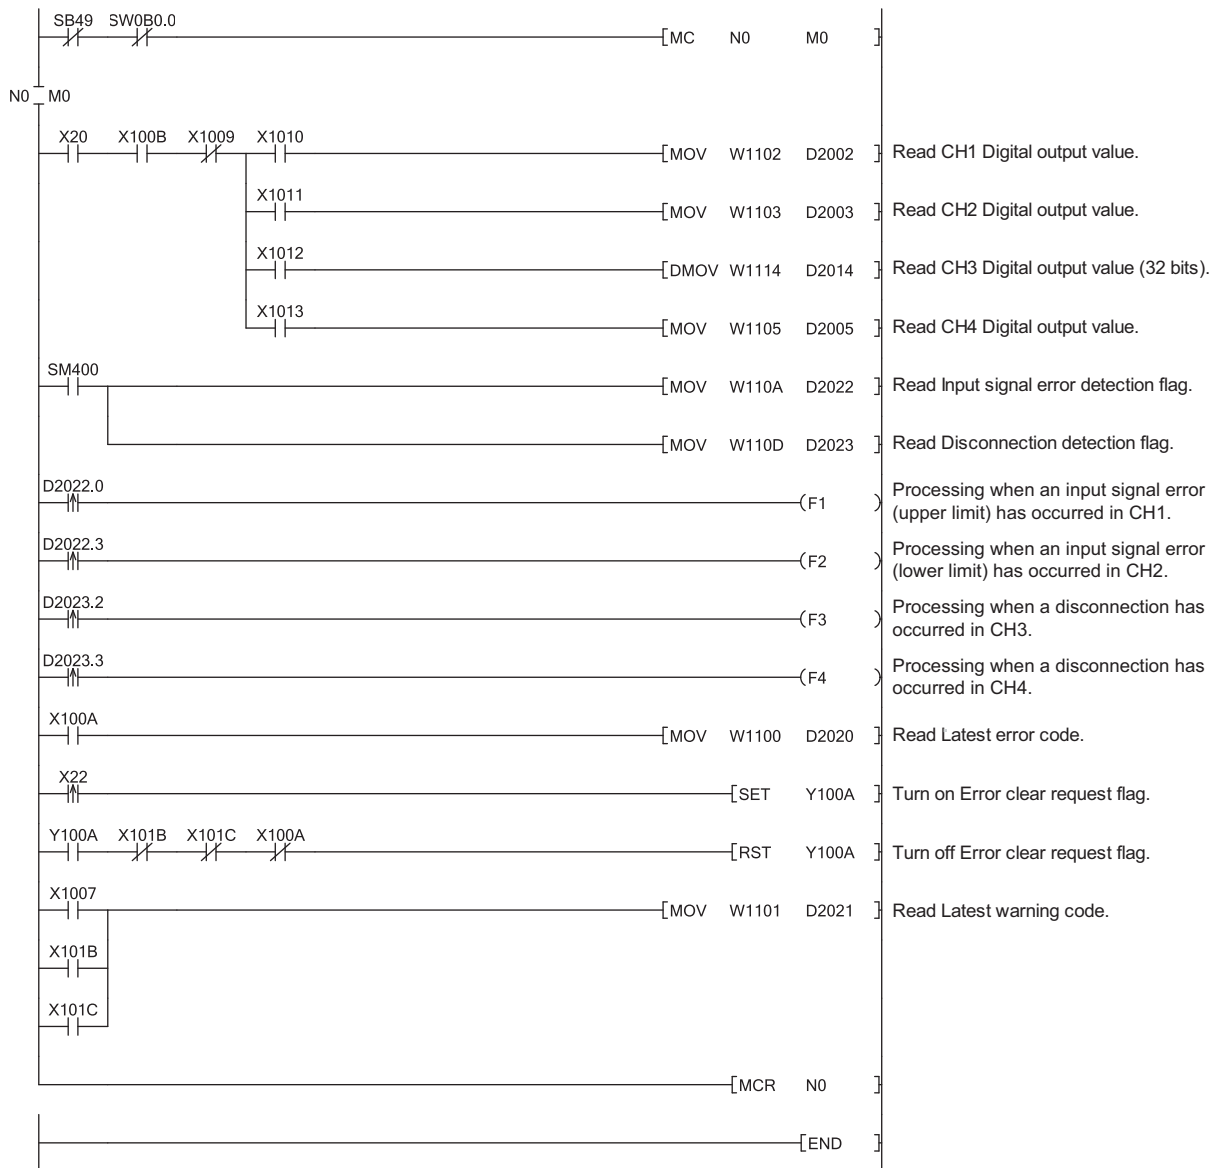 SB49 SW0B0.0
MC N0 M0
N0 M0
X20 X100B X1009 X1010
MOV W1102 D2002 Read CH1 Digital output value.
X1011
MOV W1103 D2003 Read CH2 Digital output value.
X1012
DMOV W1114 D2014 Read CH3 Digital output value (32 bits).
X1013
MOV W1105 D2005 Read CH4 Digital output value.
SM400
MOV W110A D2022 Read Input signal error detection flag.
MOV W110D D2023 Read Disconnection detection flag.
D2022.0
F1 Processing when an input signal error
(upper limit) has occurred in CH1.
D2022.3
F2 Processing when an input signal error
(lower limit) has occurred in CH2.
D2023.2
F3 Processing when a disconnection has
occurred in CH3.
D2023.3
F4 Processing when a disconnection has
occurred in CH4.
X100A
MOV W1100 D2020 Read Latest error code.
X22
SET Y100A Turn on Error clear request flag.
Y100A X101B X101C X100A
RST Y100A Turn off Error clear request flag.
X1007
MOV W1101 D2021 Read Latest warning code.
X101B
X101C
MCR N0
END